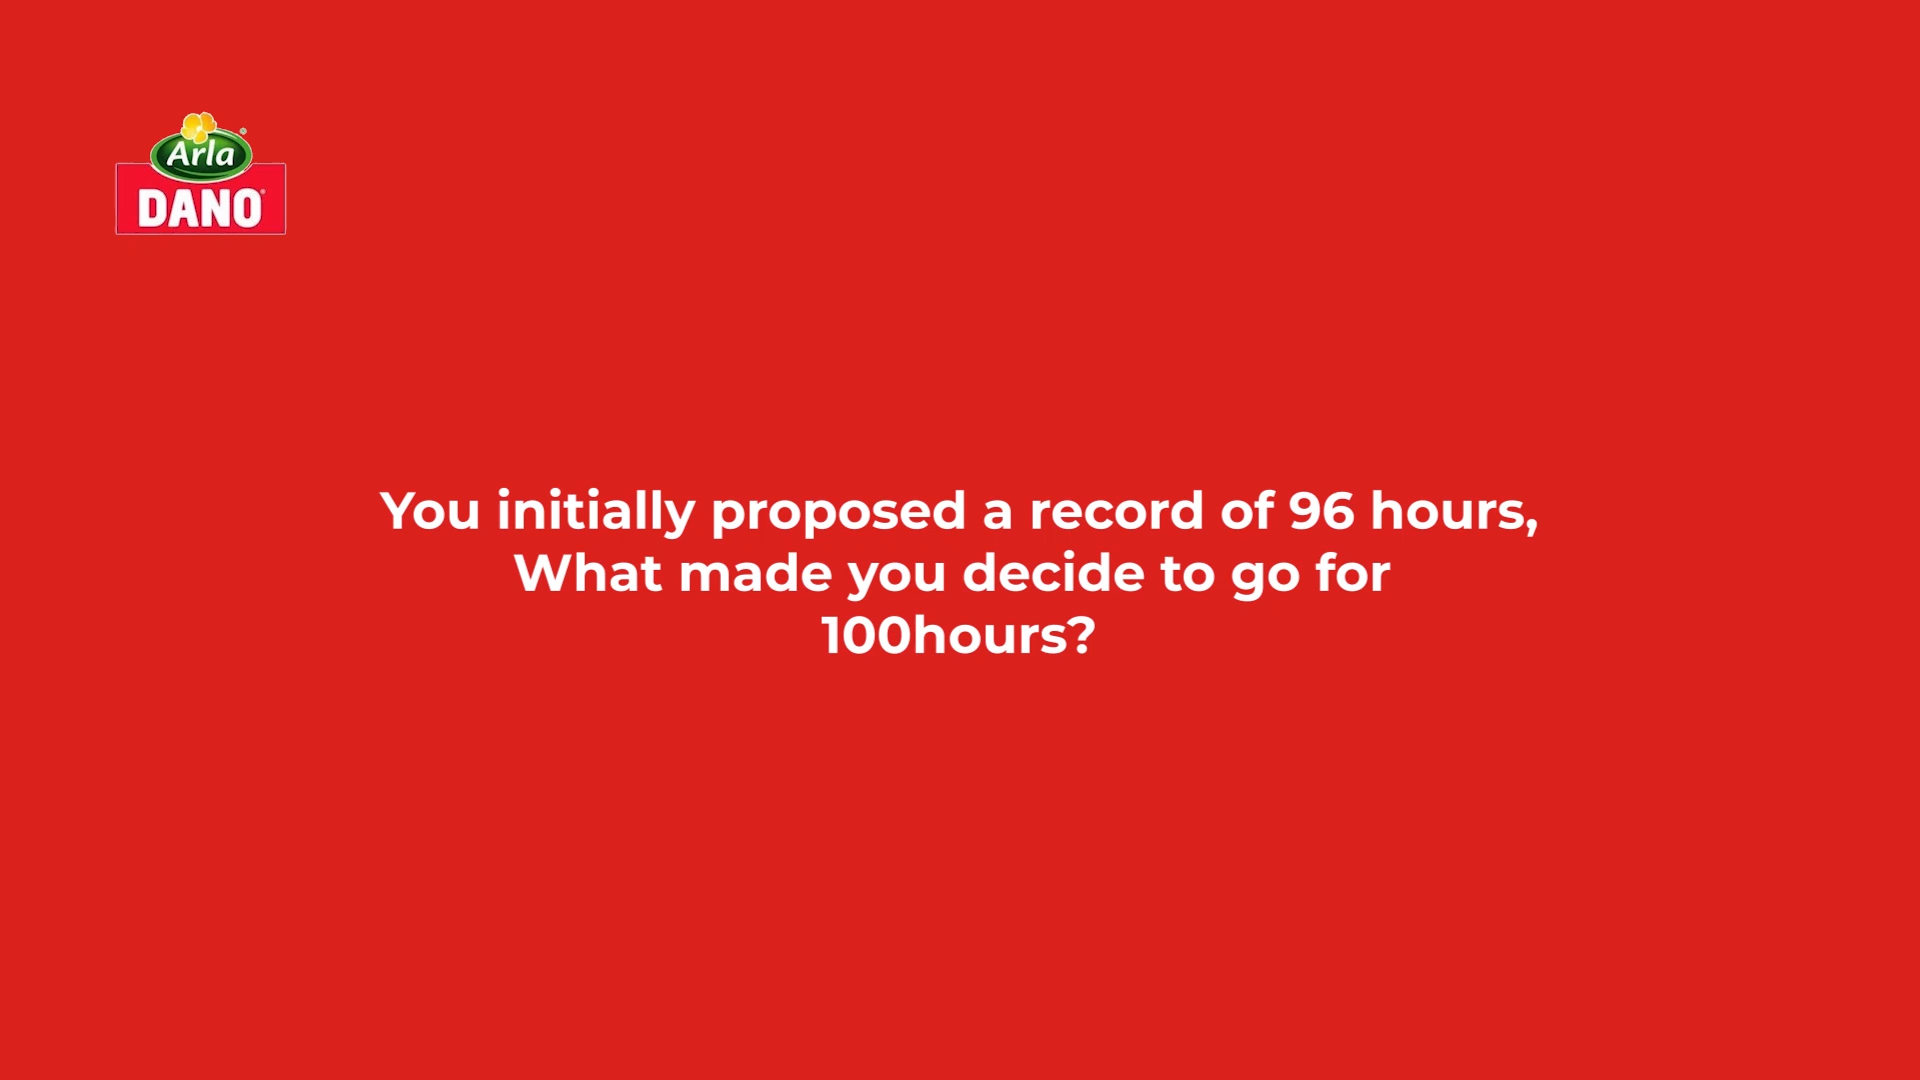 Arla
DANO
You initially proposed a record of 96 hours,
What made you decide to go for
100hours?